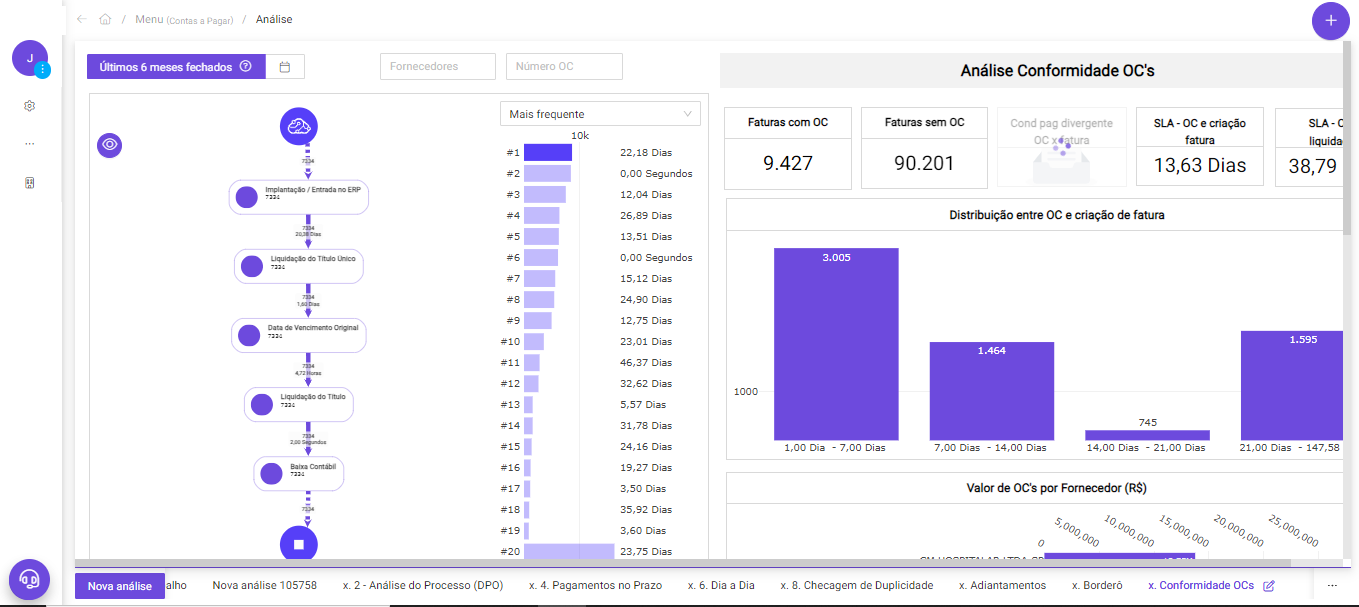 Menu (Contas a Pagar) / Análise
J
Últimos 6 meses fechados
Fornecedores
Número OC
Análise Conformidade OC's
Mais frequente
10k
#1 22,18 Dias
#2 0,00 Segundos
#3 12,04 Dias
#4 26,89 Dias
#5 13,51 Dias
#6 0,00 Segundos
#7 15,12 Dias
#8 24,90 Dias
#9 12,75 Dias
#10 23,01 Dias
#11 46,37 Dias
#12 32,62 Dias
#13 5,57 Dias
#14 31,78 Dias
#15 24,16 Dias
#16 19,27 Dias
#17 3,50 Dias
#18 35,92 Dias
#19 3,60 Dias
#20 23,75 Dias
7334
Implantação / Entrada no ERP
7334
7334
20,38 Dias
Liquidação do Título Único
7334
7334
1,60 Dias
Data de Vencimento Original
7334
7334
4,72 Horas
Liquidação do Título
7334
7334
2,00 Segundos
Baixa Contábil
7334
7334
Faturas com OC
9.427
Faturas sem OC
90.201
Cond pag divergente
OC x fatura
SLA - OC e criação
fatura
13,63 Dias
SLA - O
liquida
38,79
Distribuição entre OC e criação de fatura
3.005
1.464
745
1.595
1000
1,00 Dia - 7,00 Dias
7,00 Dias - 14,00 Dias
14,00 Dias - 21,00 Dias
21,00 Dias - 147,58
Valor de OC's por Fornecedor (R$)
0
5,000,000
10,000,000
15,000,000
20,000,000
25,000,000
Nova análise
alho
Nova análise 105758
x. 2 - Análise do Processo (DPO)
x. 4. Pagamentos no Prazo
x. 6. Dia a Dia
x. 8. Checagem de Duplicidade
x. Adiantamentos
x. Borderô
x. Conformidade OCs